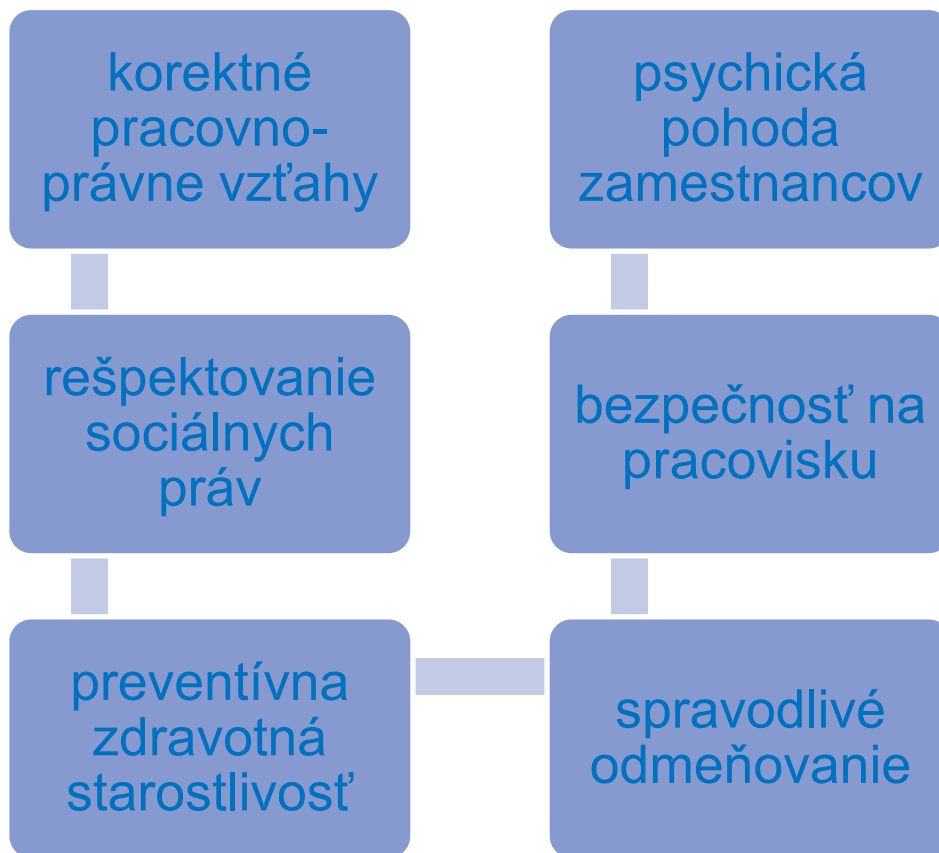 korektné
pracovno-
právne vzťahy
rešpektovanie
sociálnych
práv
preventívna
zdravotná
starostlivosť
spravodlivé
odmeňovanie
bezpečnosť na
pracovisku
psychická
pohoda
zamestnancov